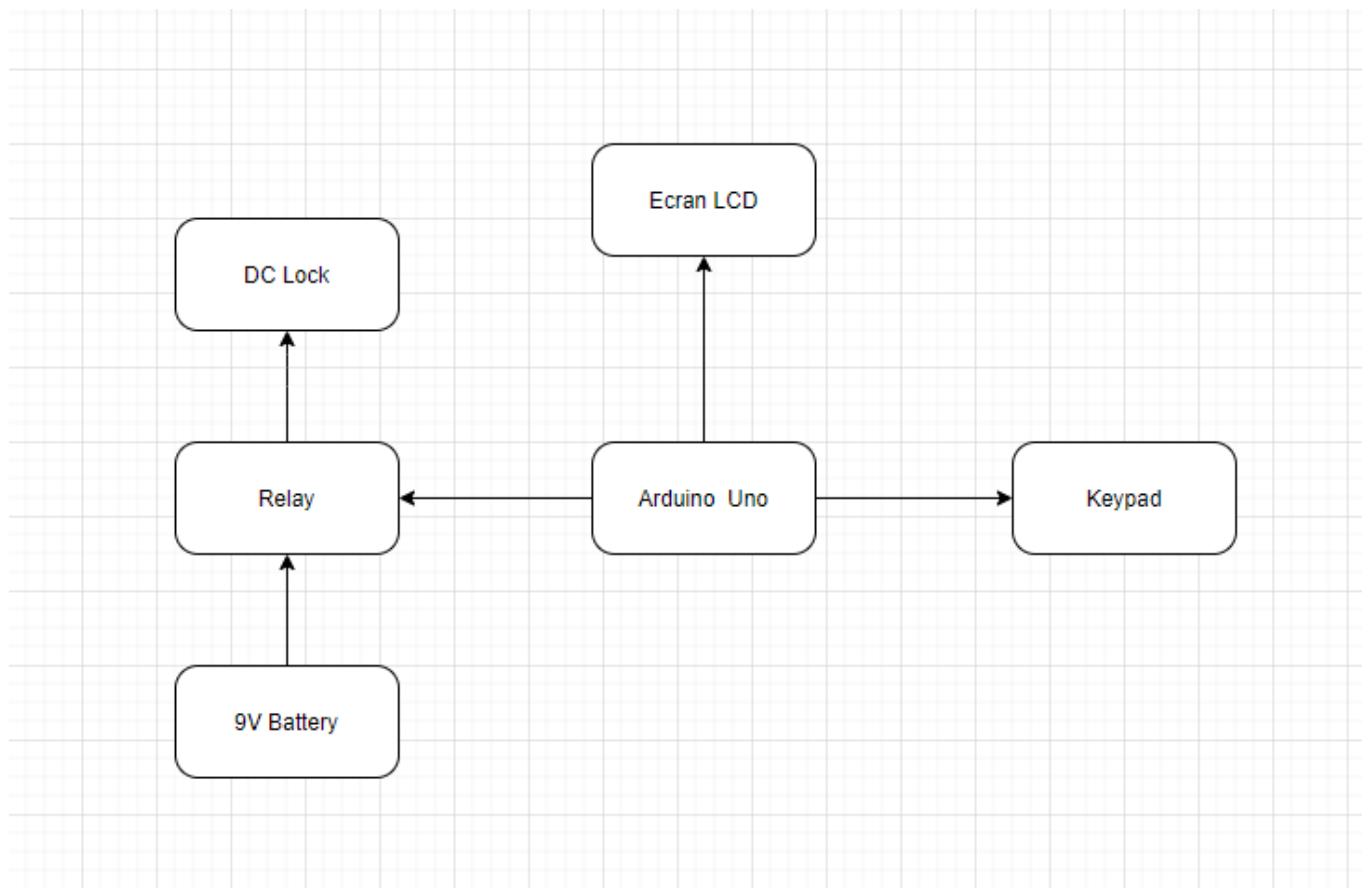 Ecran LCD
DC Lock
Relay
Arduino  Uno
Keypad
9V Battery